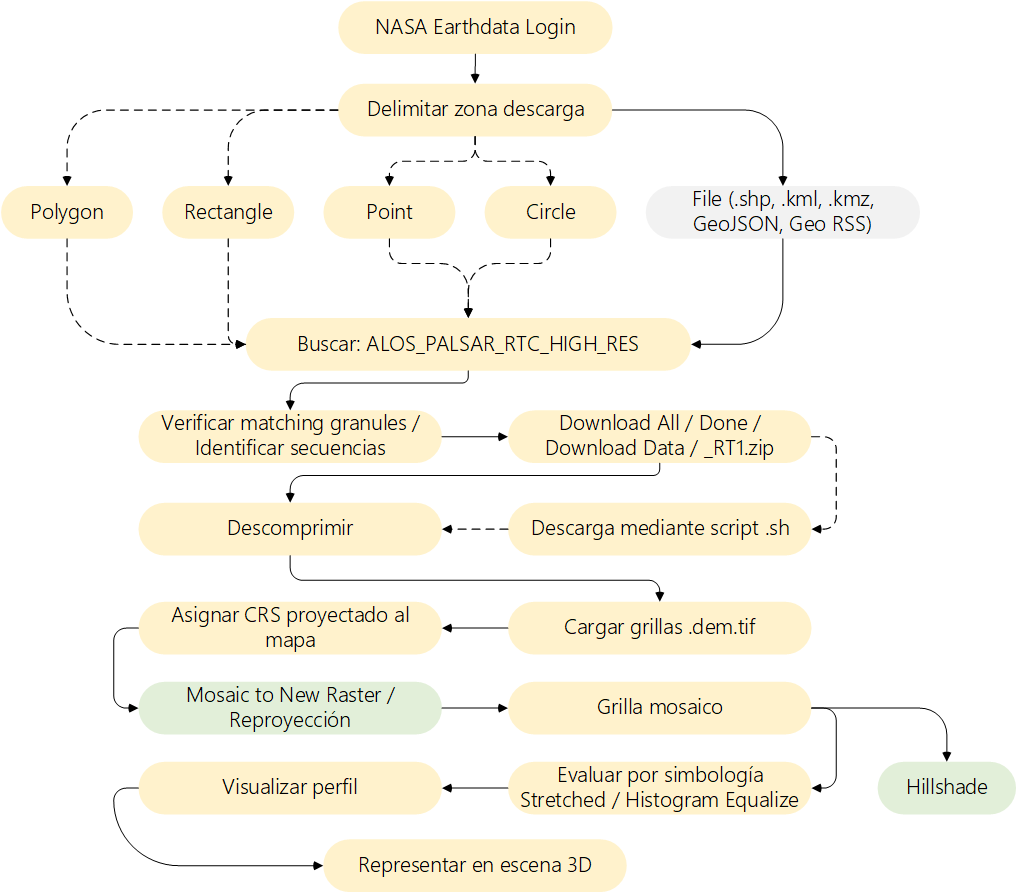 NASA Earthdata Login
Delimitar zona descarga
Polygon
Rectangle
Point
Circle
File (.shp, .kml, .kmz,
GeoJSON, Geo RSS)
Buscar: ALOS_PALSAR_RTC_HIGH_RES
Verificar matching granules /
Identificar secuencias
Download All / Done /
Download Data / _RT1.zip
Descomprimir
Descarga mediante script .sh
Asignar CRS proyectado al
mapa
Cargar grillas .dem.tif
Mosaic to New Raster /
Reproyección
Grilla mosaico
Visualizar perfil
Evaluar por simbología
Stretched / Histogram Equalize
Hillshade
Representar en escena 3D